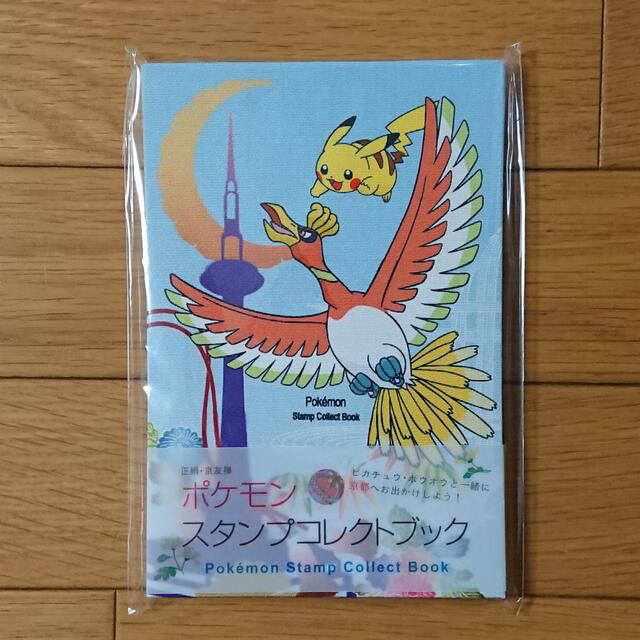 Pokémon
Stamp Collect Book
正絹・京友禅
ピカチュウ・ホウオウと一緒に
京都へお出かけしよう！
ポケモン
スタンプコレクトブック
Pokémon Stamp Collect Book